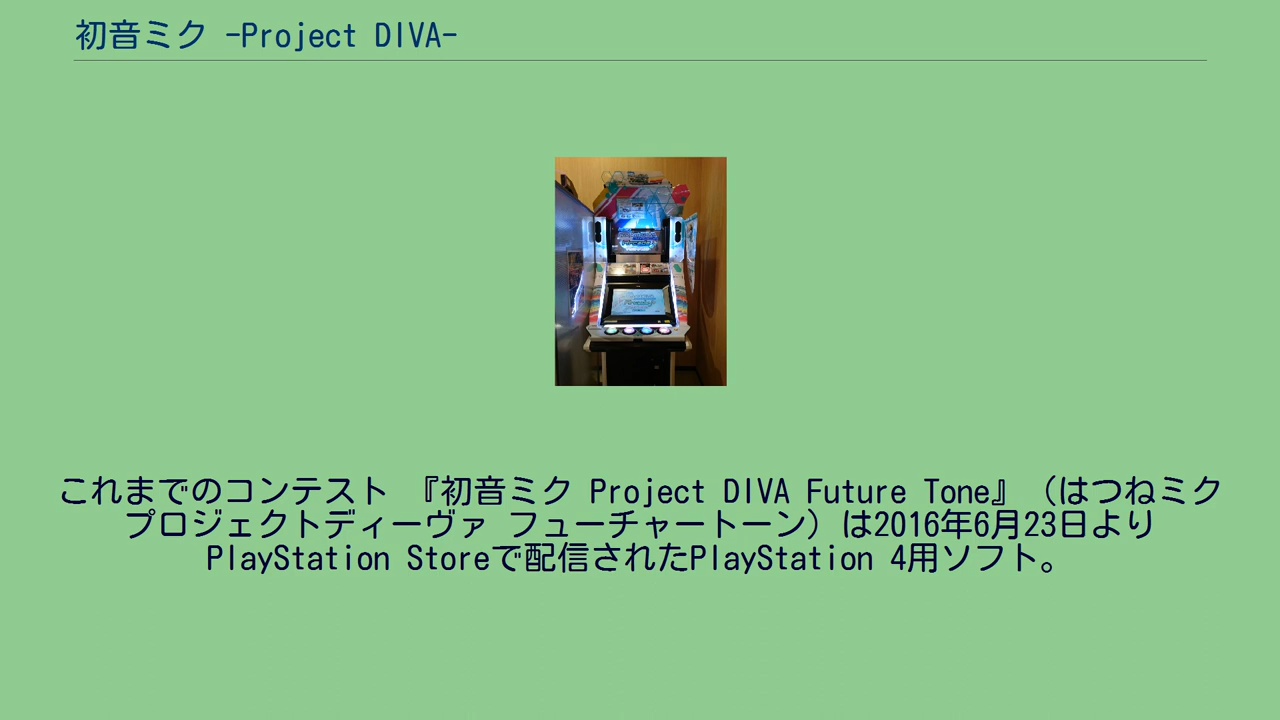 初音ミク -Project DIVA-
これまでのコンテスト 『初音ミク Project DIVA Future Tone』（はつねミク
プロジェクトディーヴァ フューチャートーン）は2016年6月23日より
PlayStation Storeで配信されたPlayStation 4用ソフト。